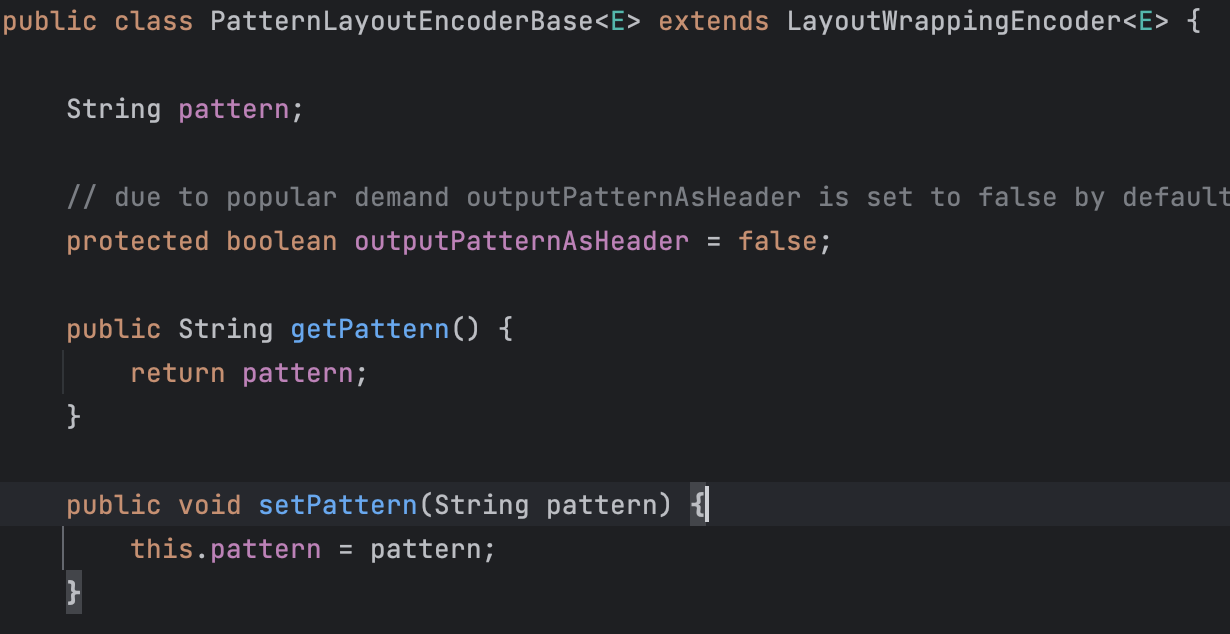 public class PatternLayoutEncoderBase<E> extends LayoutWrappingEncoder<E> {
String pattern;
// due to popular demand outputPatternAsHeader is set to false by default
protected boolean outputPatternAsHeader = false;
public String getPattern() {
return pattern;
}
public void setPattern(String pattern) {
this.pattern = pattern;
}